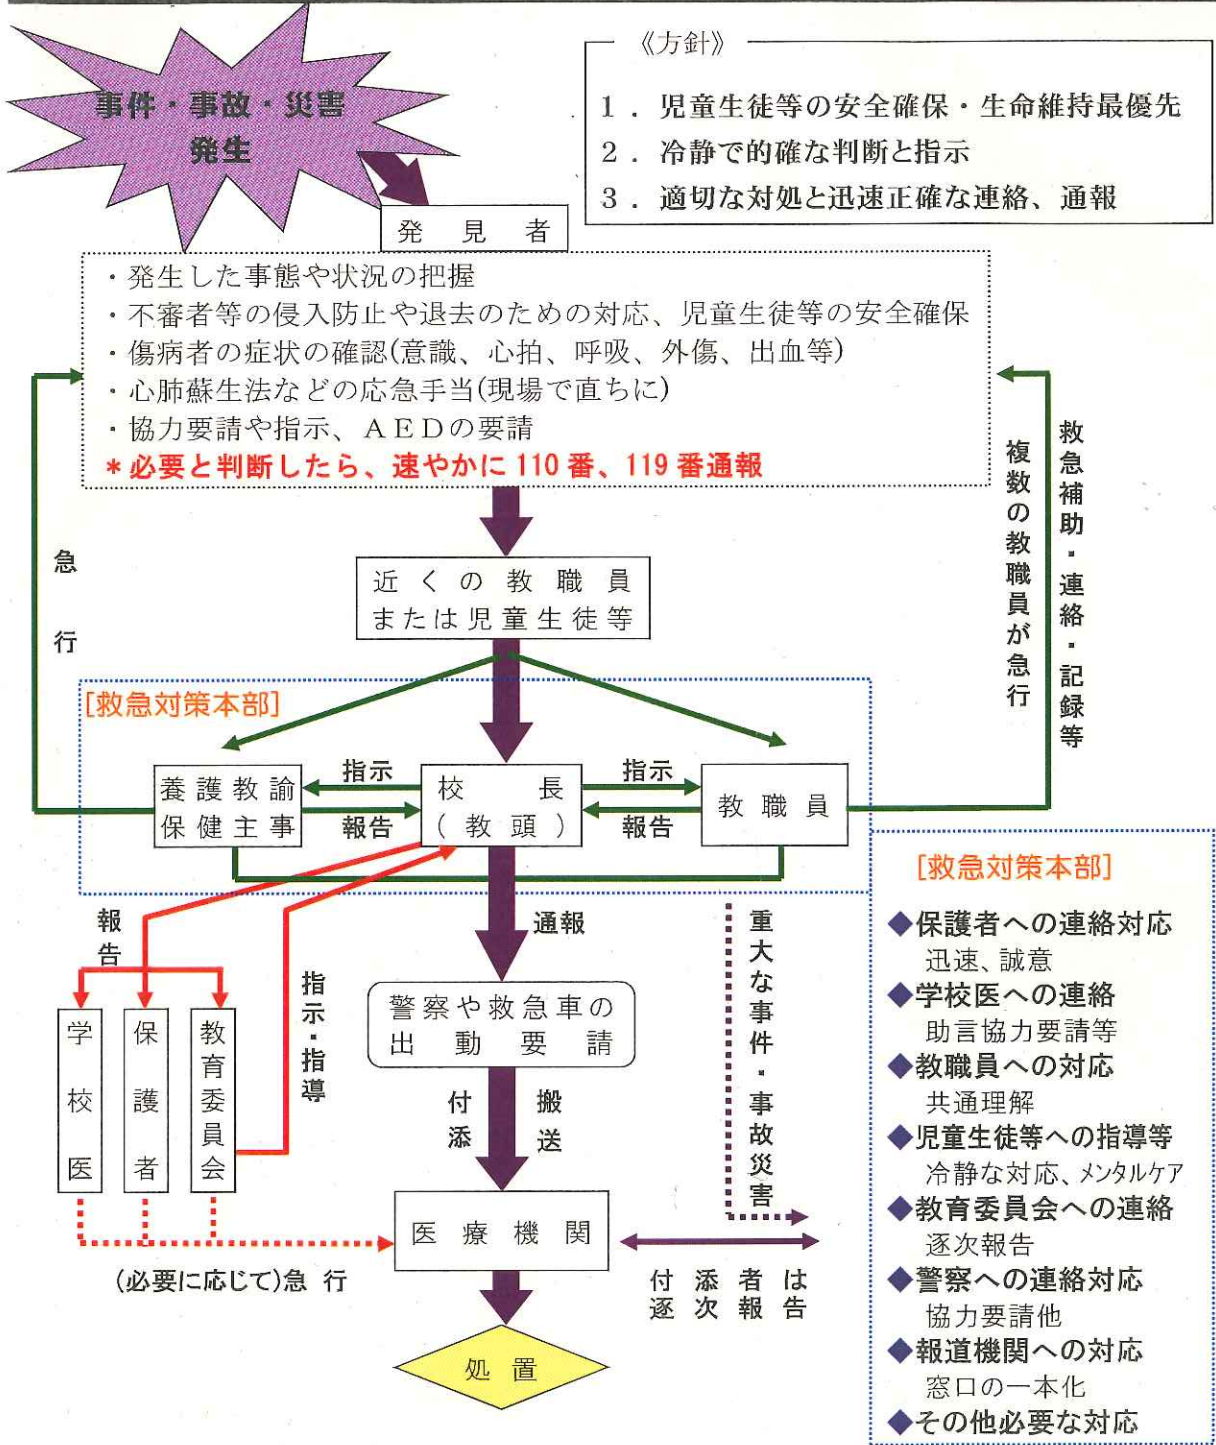 事件・事故・災害
発生
《方針》
１．児童生徒等の安全確保・生命維持最優先
２．冷静で的確な判断と指示
３．適切な対処と迅速正確な連絡、通報
発見者
・発生した事態や状況の把握
・不審者等の侵入防止や退去のための対応、児童生徒等の安全確保
・傷病者の症状の確認(意識、心拍、呼吸、外傷、出血等)
・心肺蘇生法などの応急手当(現場で直ちに)
・協力要請や指示、ＡＥＤの要請
＊必要と判断したら、速やかに 110 番、119 番通報
急行
複数の教職員が急行
救急補助・連絡・記録等
近くの教職員
または児童生徒等
[救急対策本部]
養護教諭
保健主事
指示
報告
校長
(教頭)
指示
報告
教職員
報告
指示・指導
通報
重大な事件・事故災害
学校医
保護者
教育委員会
警察や救急車の
出動要請
付添
搬送
(必要に応じて)急 行
医療機関
付添者は
逐次報告
処置
[救急対策本部]
◆保護者への連絡対応
迅速、誠意
◆学校医への連絡
助言協力要請等
◆教職員への対応
共通理解
◆児童生徒等への指導等
冷静な対応、メンタルケア
◆教育委員会への連絡
逐次報告
◆警察への連絡対応
協力要請他
◆報道機関への対応
窓口の一本化
◆その他必要な対応